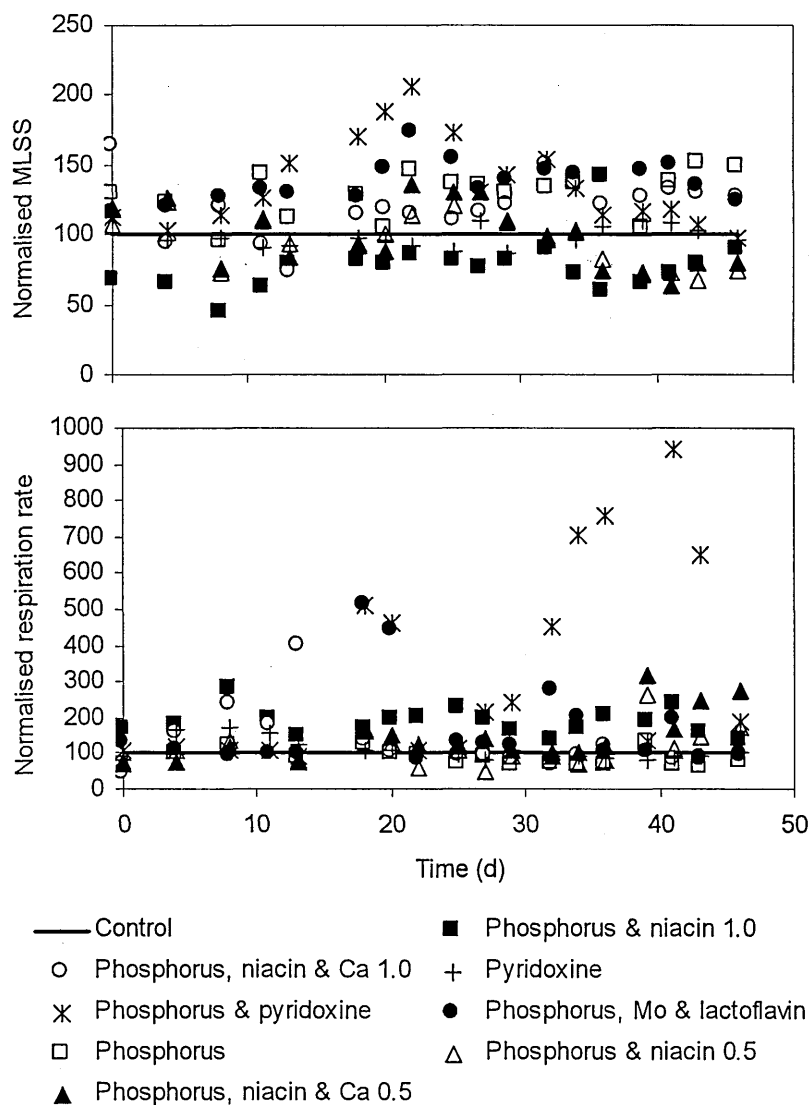 250
200
150
100
50
0
Normalised MLSS
1000
900
800
700
600
500
400
300
200
100
0
Normalised respiration rate
0 10 20 30 40 50
Time (d)
Control
Phosphorus & niacin 1.0
Phosphorus, niacin & Ca 1.0
Pyridoxine
Phosphorus & pyridoxine
Phosphorus, Mo & lactoflavin
Phosphorus
Phosphorus & niacin 0.5
Phosphorus, niacin & Ca 0.5